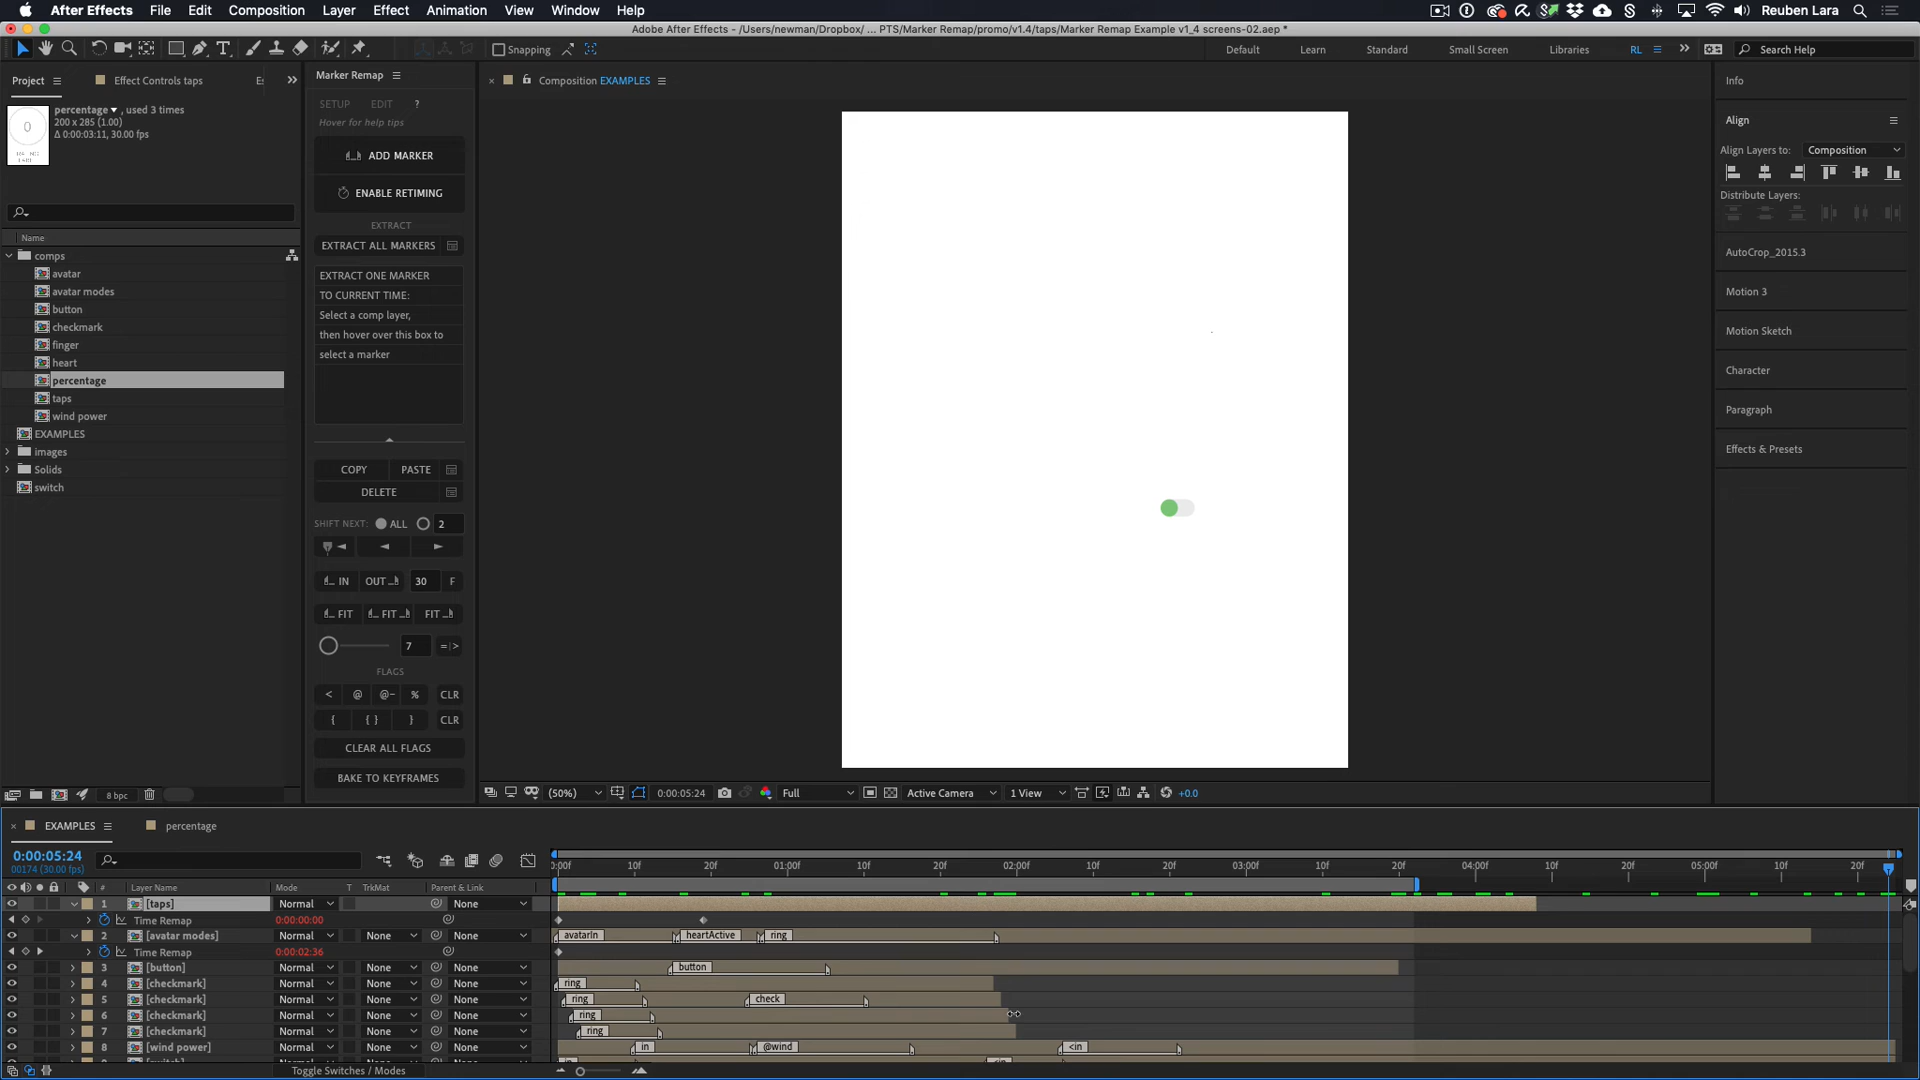 After Effects File Edit Composition Layer Effect Animation View Window Help Reuben Lara
Adobe After Effects - /Users/newman/Dropbox/ ... PTS/Marker Remap/promo/v1.4/taps/Marker Remap Example v1_4 screens-02.aep *
Snapping Default Learn Standard Small Screen Libraries RL Search Help
Project Effect Controls taps
percentage , used 3 times
200 x 285 (1.00)
Δ 0:00:03:11, 30.00 fps
0
Name
comps
avatar
avatar modes
button
checkmark
finger
heart
percentage
taps
wind power
EXAMPLES
images
Solids
switch
8 bpc
Marker Remap
SETUP EDIT ?
Hover for help tips
ADD MARKER
ENABLE RETIMING
EXTRACT
EXTRACT ALL MARKERS
EXTRACT ONE MARKER
TO CURRENT TIME:
Select a comp layer,
then hover over this box to
select a marker
COPY PASTE
DELETE
SHIFT NEXT: ALL 2
IN OUT 30 F
FIT FIT FIT
7 =|>
FLAGS
< @ @~ % CLR
{ { } } CLR
CLEAR ALL FLAGS
BAKE TO KEYFRAMES
Composition EXAMPLES
(50%) 0:00:05:24 Full Active Camera 1 View +0.0
Info
Align
Align Layers to: Composition
Distribute Layers:
AutoCrop_2015.3
Motion 3
Motion Sketch
Character
Paragraph
Effects & Presets
EXAMPLES percentage
0:00:05:24
00174 (30.00 fps)
0:00f 10f 20f 01:00f 10f 20f 02:00f 10f 20f 03:00f 10f 20f 04:00f 10f 20f 05:00f 10f 20f
# Layer Name Mode T TrkMat Parent & Link
1 [taps] Normal None
Time Remap 0:00:00:00
2 [avatar modes] Normal None None avatarIn heartActive ring
Time Remap 0:00:02:36
3 [button] Normal None None button
4 [checkmark] Normal None None ring
5 [checkmark] Normal None None ring check
6 [checkmark] Normal None None ring
7 [checkmark] Normal None None ring
8 [wind power] Normal None None in @wind <in
Toggle Switches / Modes